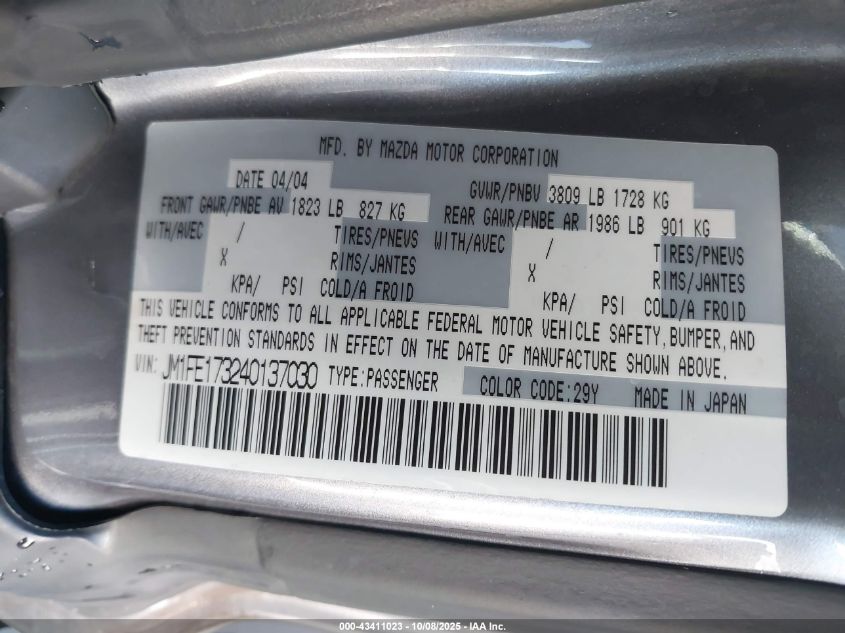 MFD. BY MAZDA MOTOR CORPORATION
DATE 04/04 GVWR/PNBV 3809 LB 1728 KG
FRONT GAWR/PNBE AV 1823 LB 827 KG REAR GAWR/PNBE AR 1986 LB 901 KG
WITH/AVEC / TIRES/PNEUS WITH/AVEC / TIRES/PNEUS
X RIMS/JANTES X RIMS/JANTES
KPA/ PSI COLD/A FROID KPA/ PSI COLD/A FROID
THIS VEHICLE CONFORMS TO ALL APPLICABLE FEDERAL MOTOR VEHICLE SAFETY, BUMPER, AND
THEFT PREVENTION STANDARDS IN EFFECT ON THE DATE OF MANUFACTURE SHOWN ABOVE.
VIN: JM1FE173240137030 TYPE:PASSENGER COLOR CODE:29Y MADE IN JAPAN
000-43411023 - 10/08/2025 - IAA Inc.